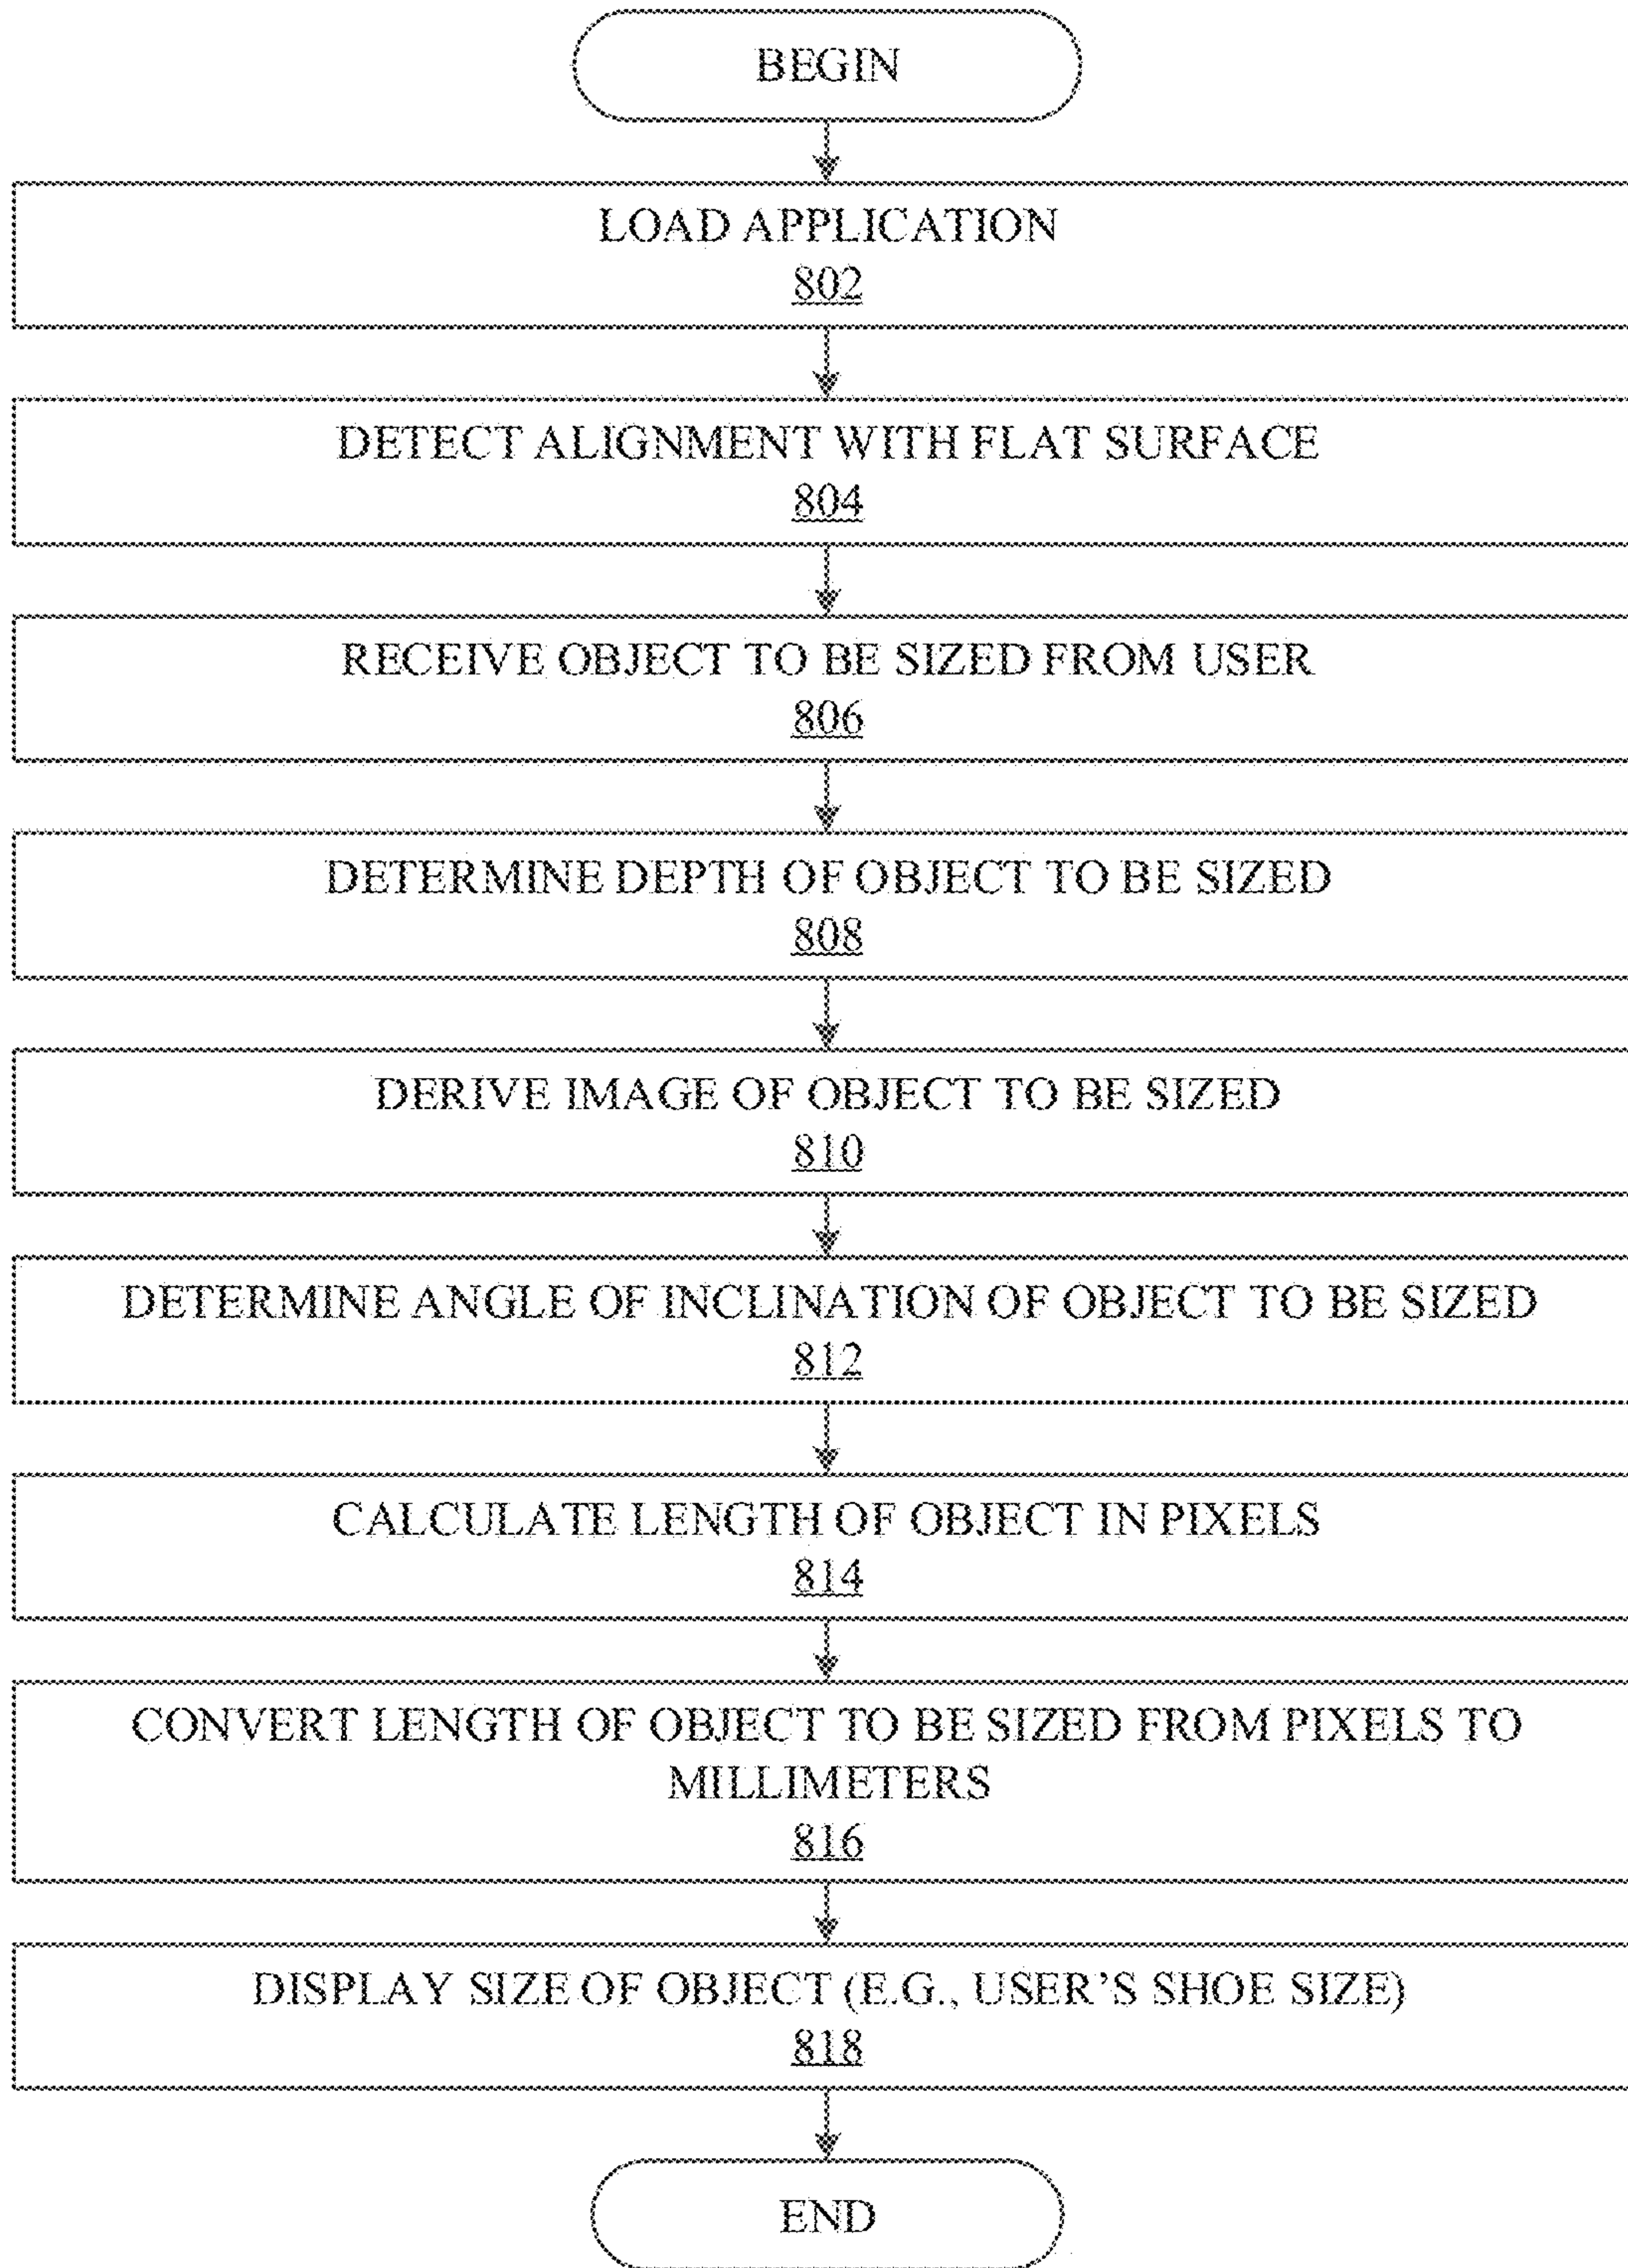 BEGIN
LOAD APPLICATION
802
DETECT ALIGNMENT WITH FLAT SURFACE
804
RECEIVE OBJECT TO BE SIZED FROM USER
806
DETERMINE DEPTH OF OBJECT TO BE SIZED
808
DERIVE IMAGE OF OBJECT TO BE SIZED
810
DETERMINE ANGLE OF INCLINATION OF OBJECT TO BE SIZED
812
CALCULATE LENGTH OF OBJECT IN PIXELS
814
CONVERT LENGTH OF OBJECT TO BE SIZED FROM PIXELS TO
MILLIMETERS
816
DISPLAY SIZE OF OBJECT (E.G., USER’S SHOE SIZE)
818
END